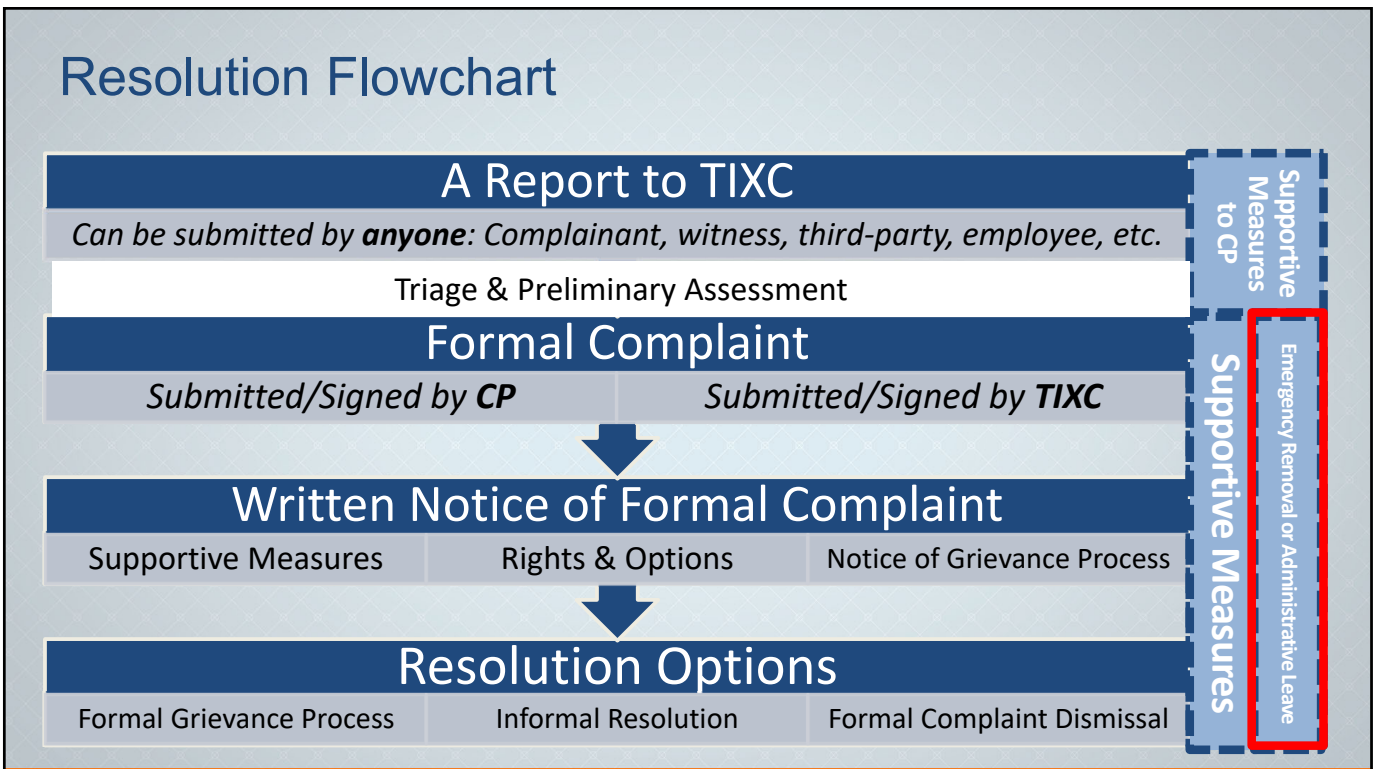 Resolution Flowchart
A Report to TIXC
Can be submitted by anyone: Complainant, witness, third-party, employee, etc.
Triage & Preliminary Assessment
Supportive
Measures
to CP
Formal Complaint
Submitted/Signed by CP
Submitted/Signed by TIXC
Written Notice of Formal Complaint
Supportive Measures
Rights & Options
Notice of Grievance Process
Resolution Options
Formal Grievance Process
Informal Resolution
Formal Complaint Dismissal
Supportive Measures
Emergency Removal or Administrative Leave